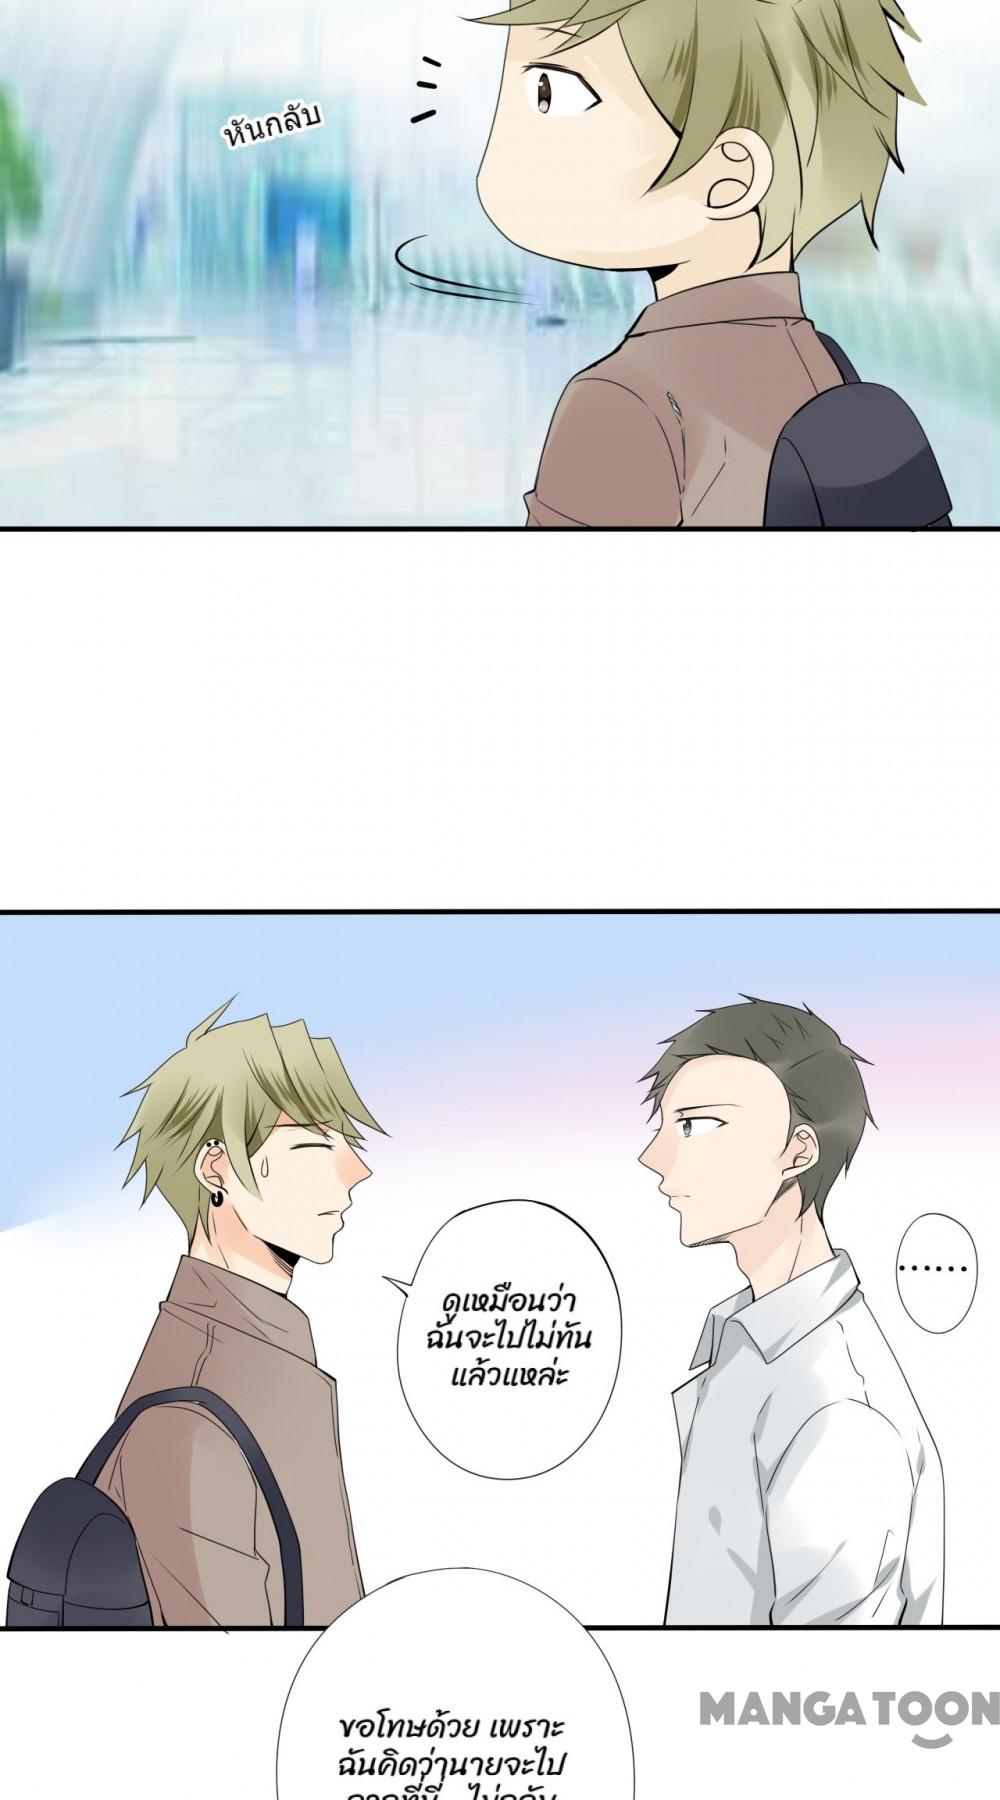 หันกลับ
ดูเหมือนว่า
ฉันจะไปไม่ทัน
แล้วแหล่ะ
......
ขอโทษด้วย เพราะ
ฉันคิดว่านายจะไป
MANGATOON